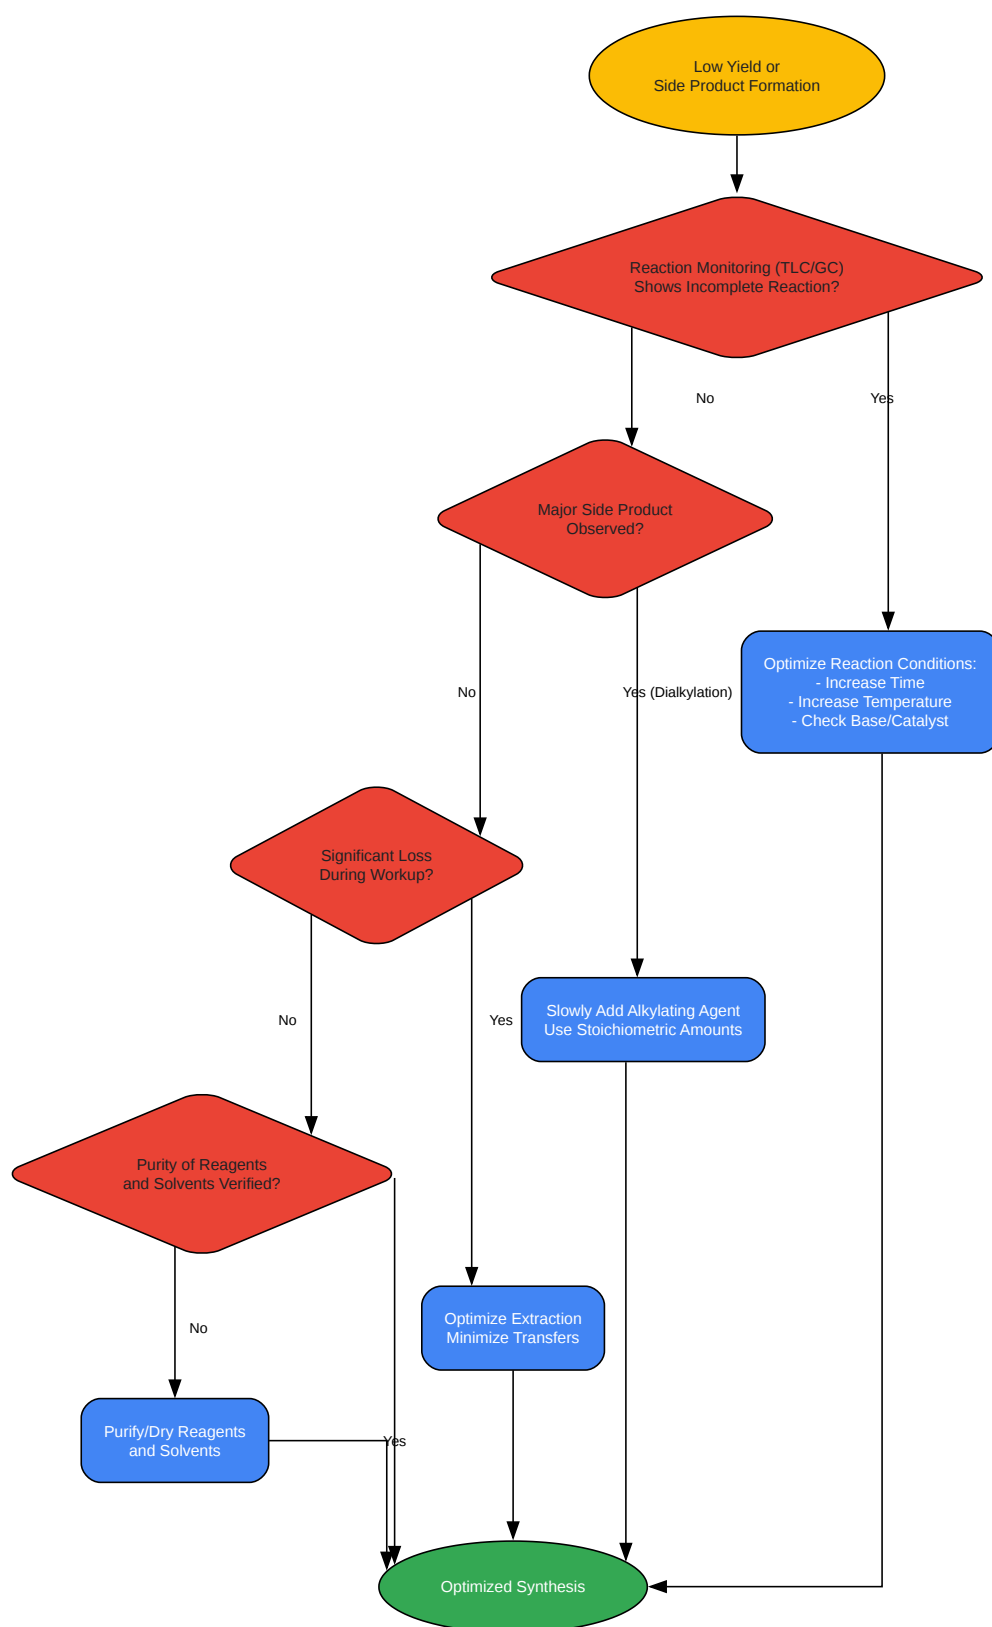 Low Yield or
Side Product Formation
Reaction Monitoring (TLC/GC)
Shows Incomplete Reaction?
No
Yes
Major Side Product
Observed?
Optimize Reaction Conditions:
- Increase Time
- Increase Temperature
- Check Base/Catalyst
No
Yes (Dialkylation)
Significant Loss
During Workup?
No
Yes
Slowly Add Alkylating Agent
Use Stoichiometric Amounts
Purity of Reagents
and Solvents Verified?
Optimize Extraction
Minimize Transfers
No
Purify/Dry Reagents
and Solvents
Yes
Optimized Synthesis